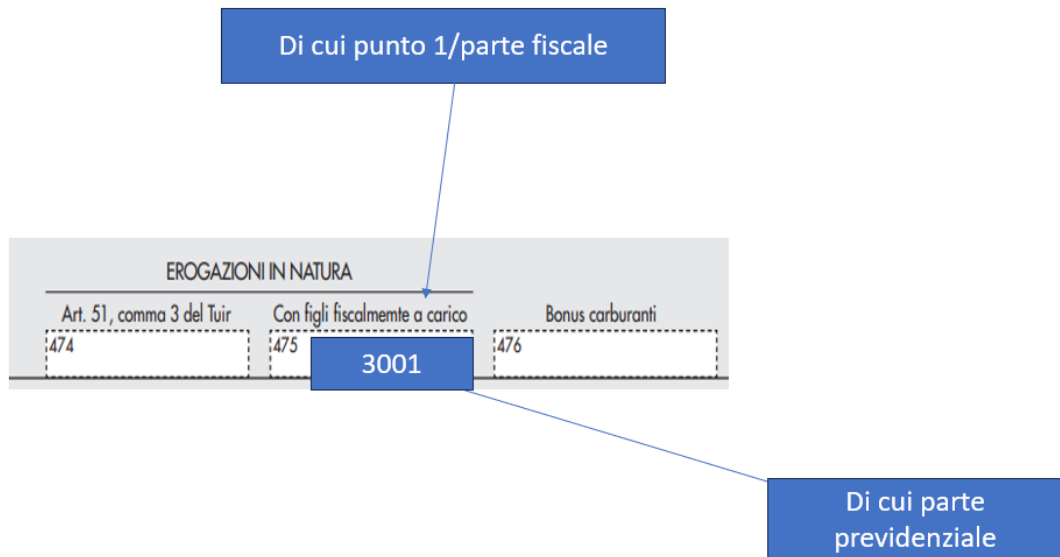 Di cui punto 1/parte fiscale
EROGAZIONI IN NATURA
Art. 51, comma 3 del Tuir
Con figli fiscalmemte a carico
Bonus carburanti
474
475
3001
476
Di cui parte
previdenziale